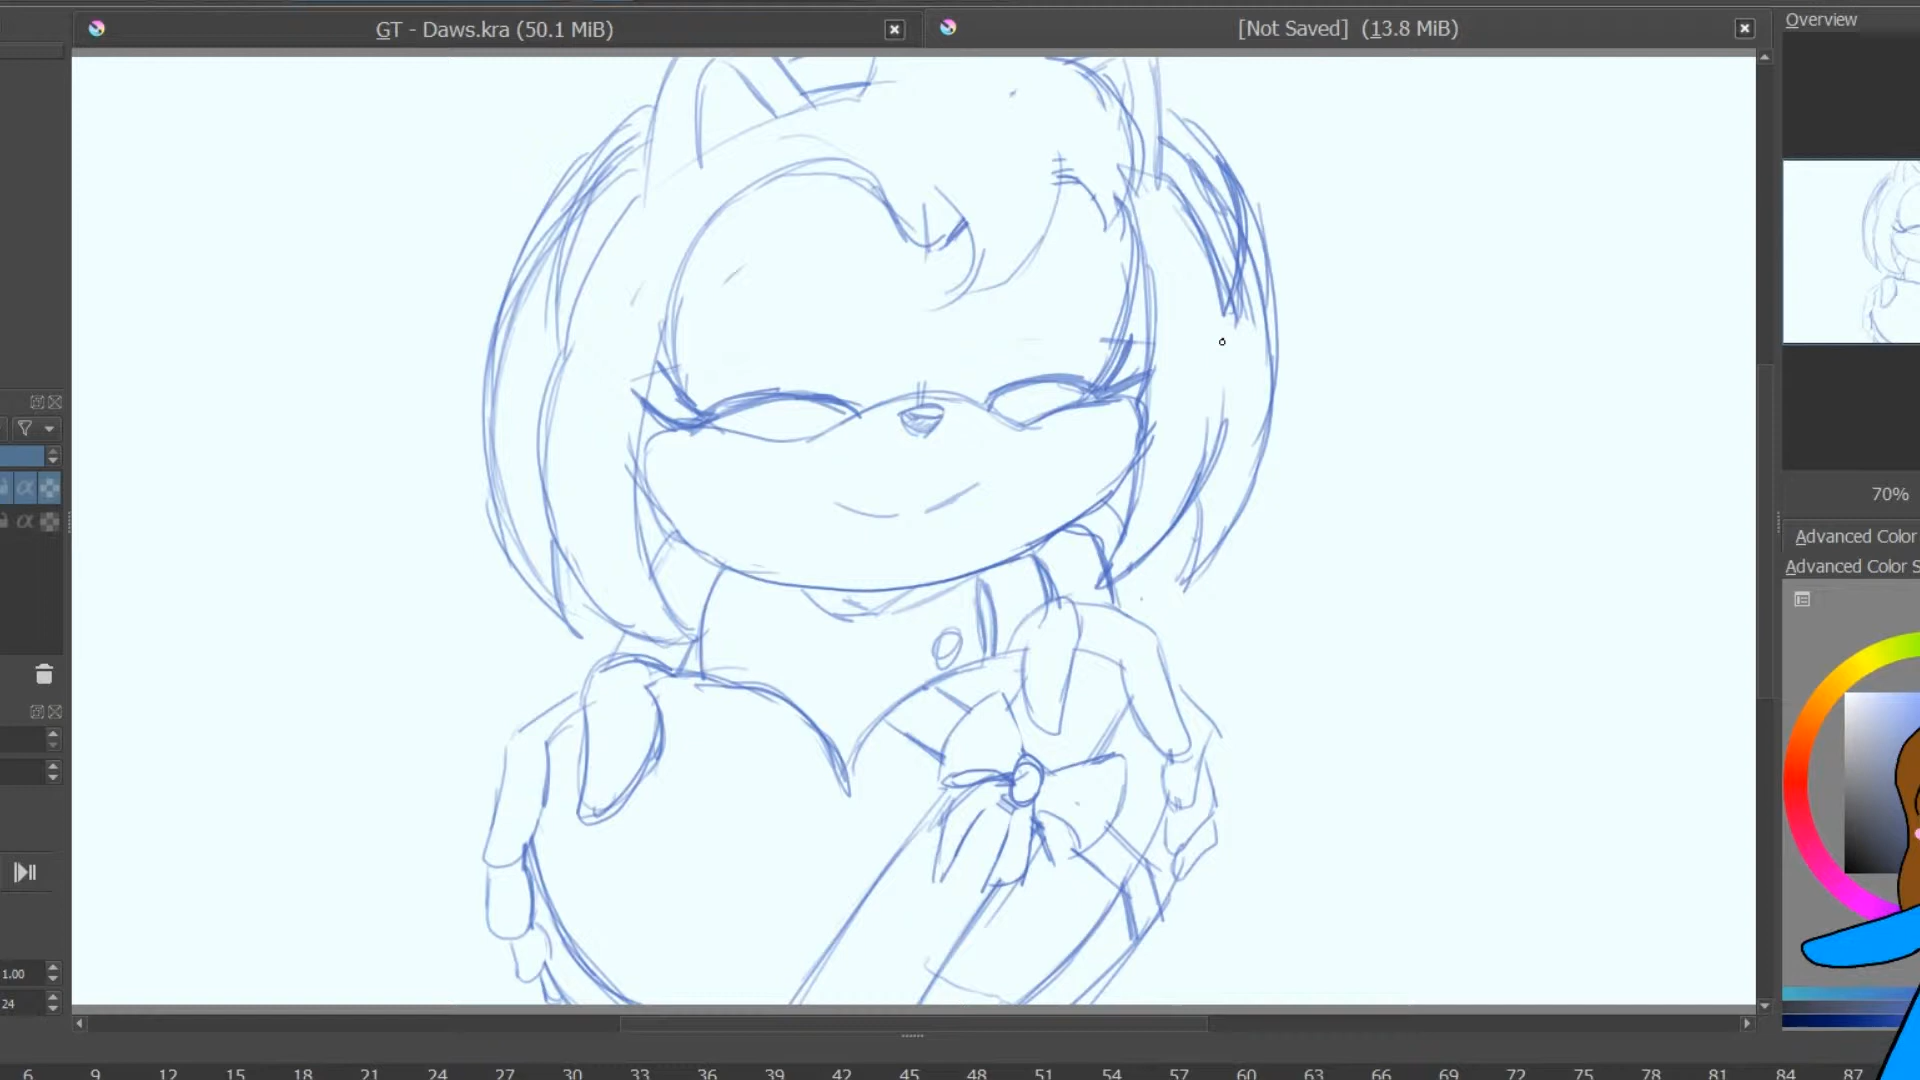 GT - Daws.kra (50.1 MiB)
[Not Saved] (13.8 MiB)
Overview
70%
Advanced Color
Advanced Color S
α
α
1.00
24
6 9 12 15 18 21 24 27 30 33 36 39 42 45 48 51 54 57 60 63 66 69 72 75 78 81 84 87